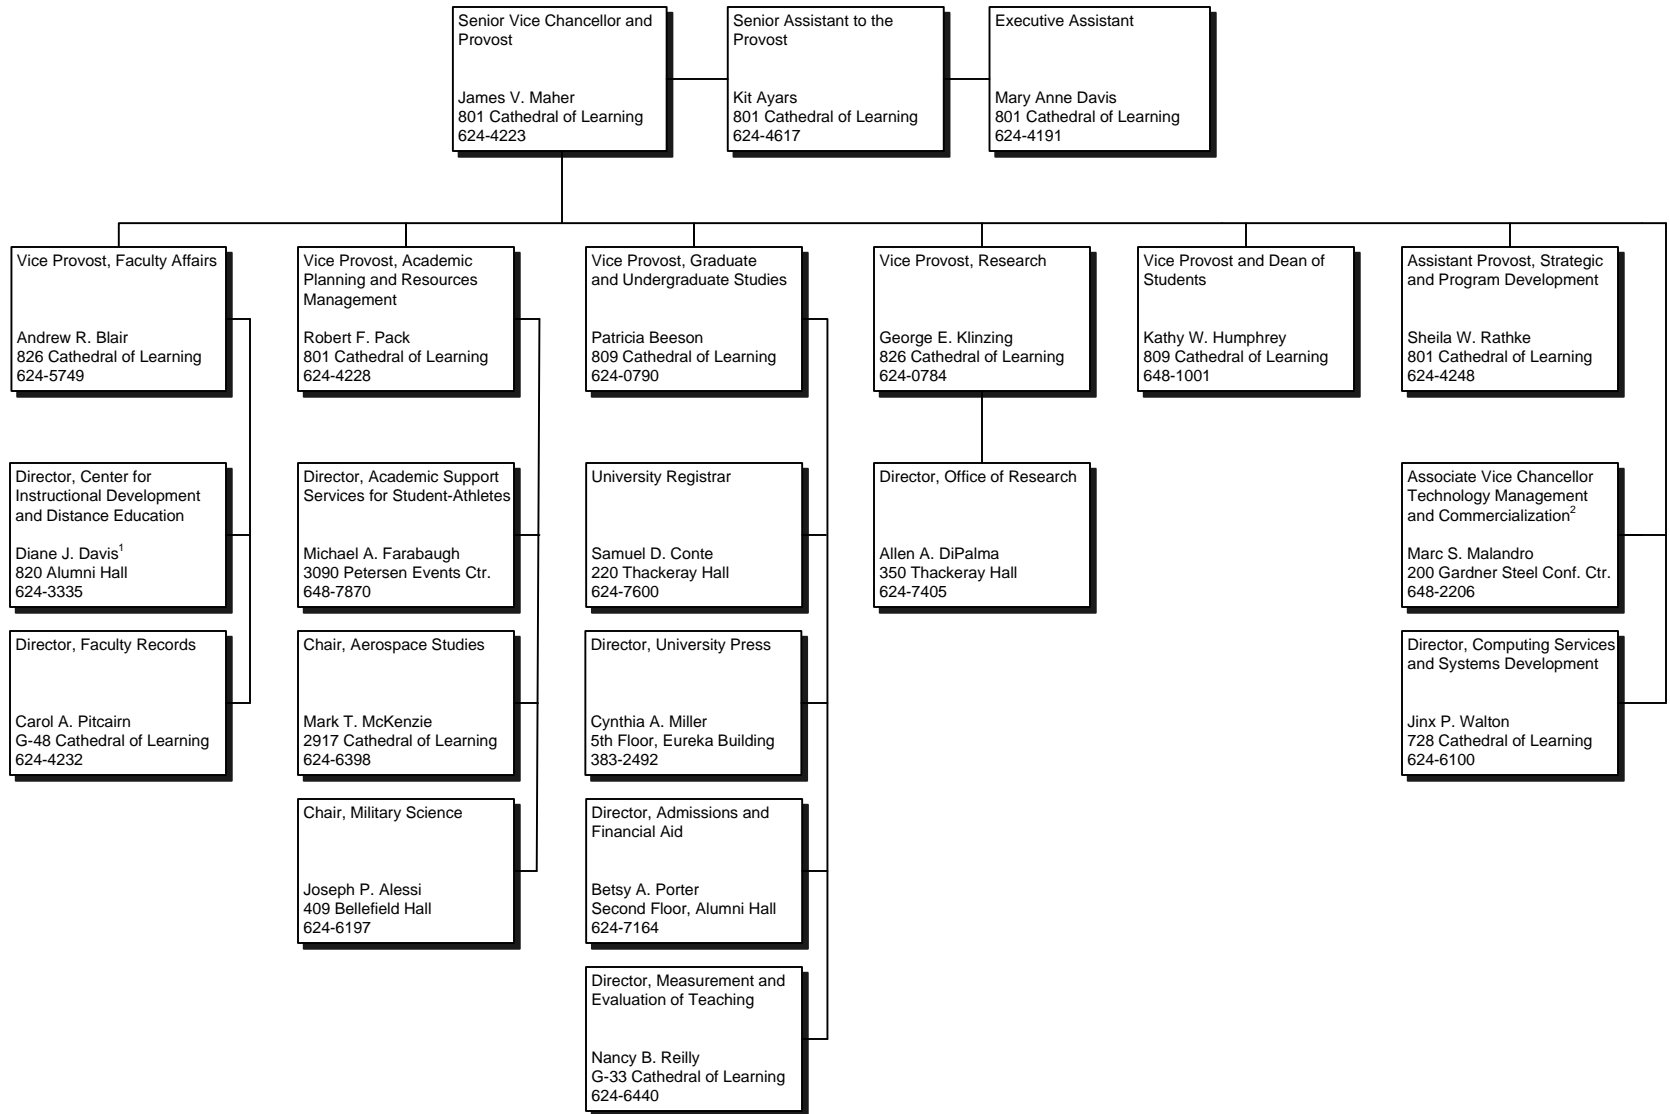 Senior Vice Chancellor and
Provost
James V. Maher
801 Cathedral of Learning
624-4223
Senior Assistant to the
Provost
Kit Ayars
801 Cathedral of Learning
624-4617
Executive Assistant
Mary Anne Davis
801 Cathedral of Learning
624-4191
Vice Provost, Faculty Affairs
Andrew R. Blair
826 Cathedral of Learning
624-5749
Vice Provost, Academic
Planning and Resources
Management
Robert F. Pack
801 Cathedral of Learning
624-4228
Vice Provost, Graduate
and Undergraduate Studies
Patricia Beeson
809 Cathedral of Learning
624-0790
Vice Provost, Research
George E. Klinzing
826 Cathedral of Learning
624-0784
Vice Provost and Dean of
Students
Kathy W. Humphrey
809 Cathedral of Learning
648-1001
Assistant Provost, Strategic
and Program Development
Sheila W. Rathke
801 Cathedral of Learning
624-4248
Director, Center for
Instructional Development
and Distance Education
Diane J. Davis¹
820 Alumni Hall
624-3335
Director, Academic Support
Services for Student-Athletes
Michael A. Farabaugh
3090 Petersen Events Ctr.
648-7870
University Registrar
Samuel D. Conte
220 Thackeray Hall
624-7600
Director, Office of Research
Allen A. DiPalma
350 Thackeray Hall
624-7405
Associate Vice Chancellor
Technology Management
and Commercialization²
Marc S. Malandro
200 Gardner Steel Conf. Ctr.
648-2206
Director, Faculty Records
Carol A. Pitcairn
G-48 Cathedral of Learning
624-4232
Chair, Aerospace Studies
Mark T. McKenzie
2917 Cathedral of Learning
624-6398
Director, University Press
Cynthia A. Miller
5th Floor, Eureka Building
383-2492
Director, Computing Services
and Systems Development
Jinx P. Walton
728 Cathedral of Learning
624-6100
Chair, Military Science
Joseph P. Alessi
409 Bellefield Hall
624-6197
Director, Admissions and
Financial Aid
Betsy A. Porter
Second Floor, Alumni Hall
624-7164
Director, Measurement and
Evaluation of Teaching
Nancy B. Reilly
G-33 Cathedral of Learning
624-6440